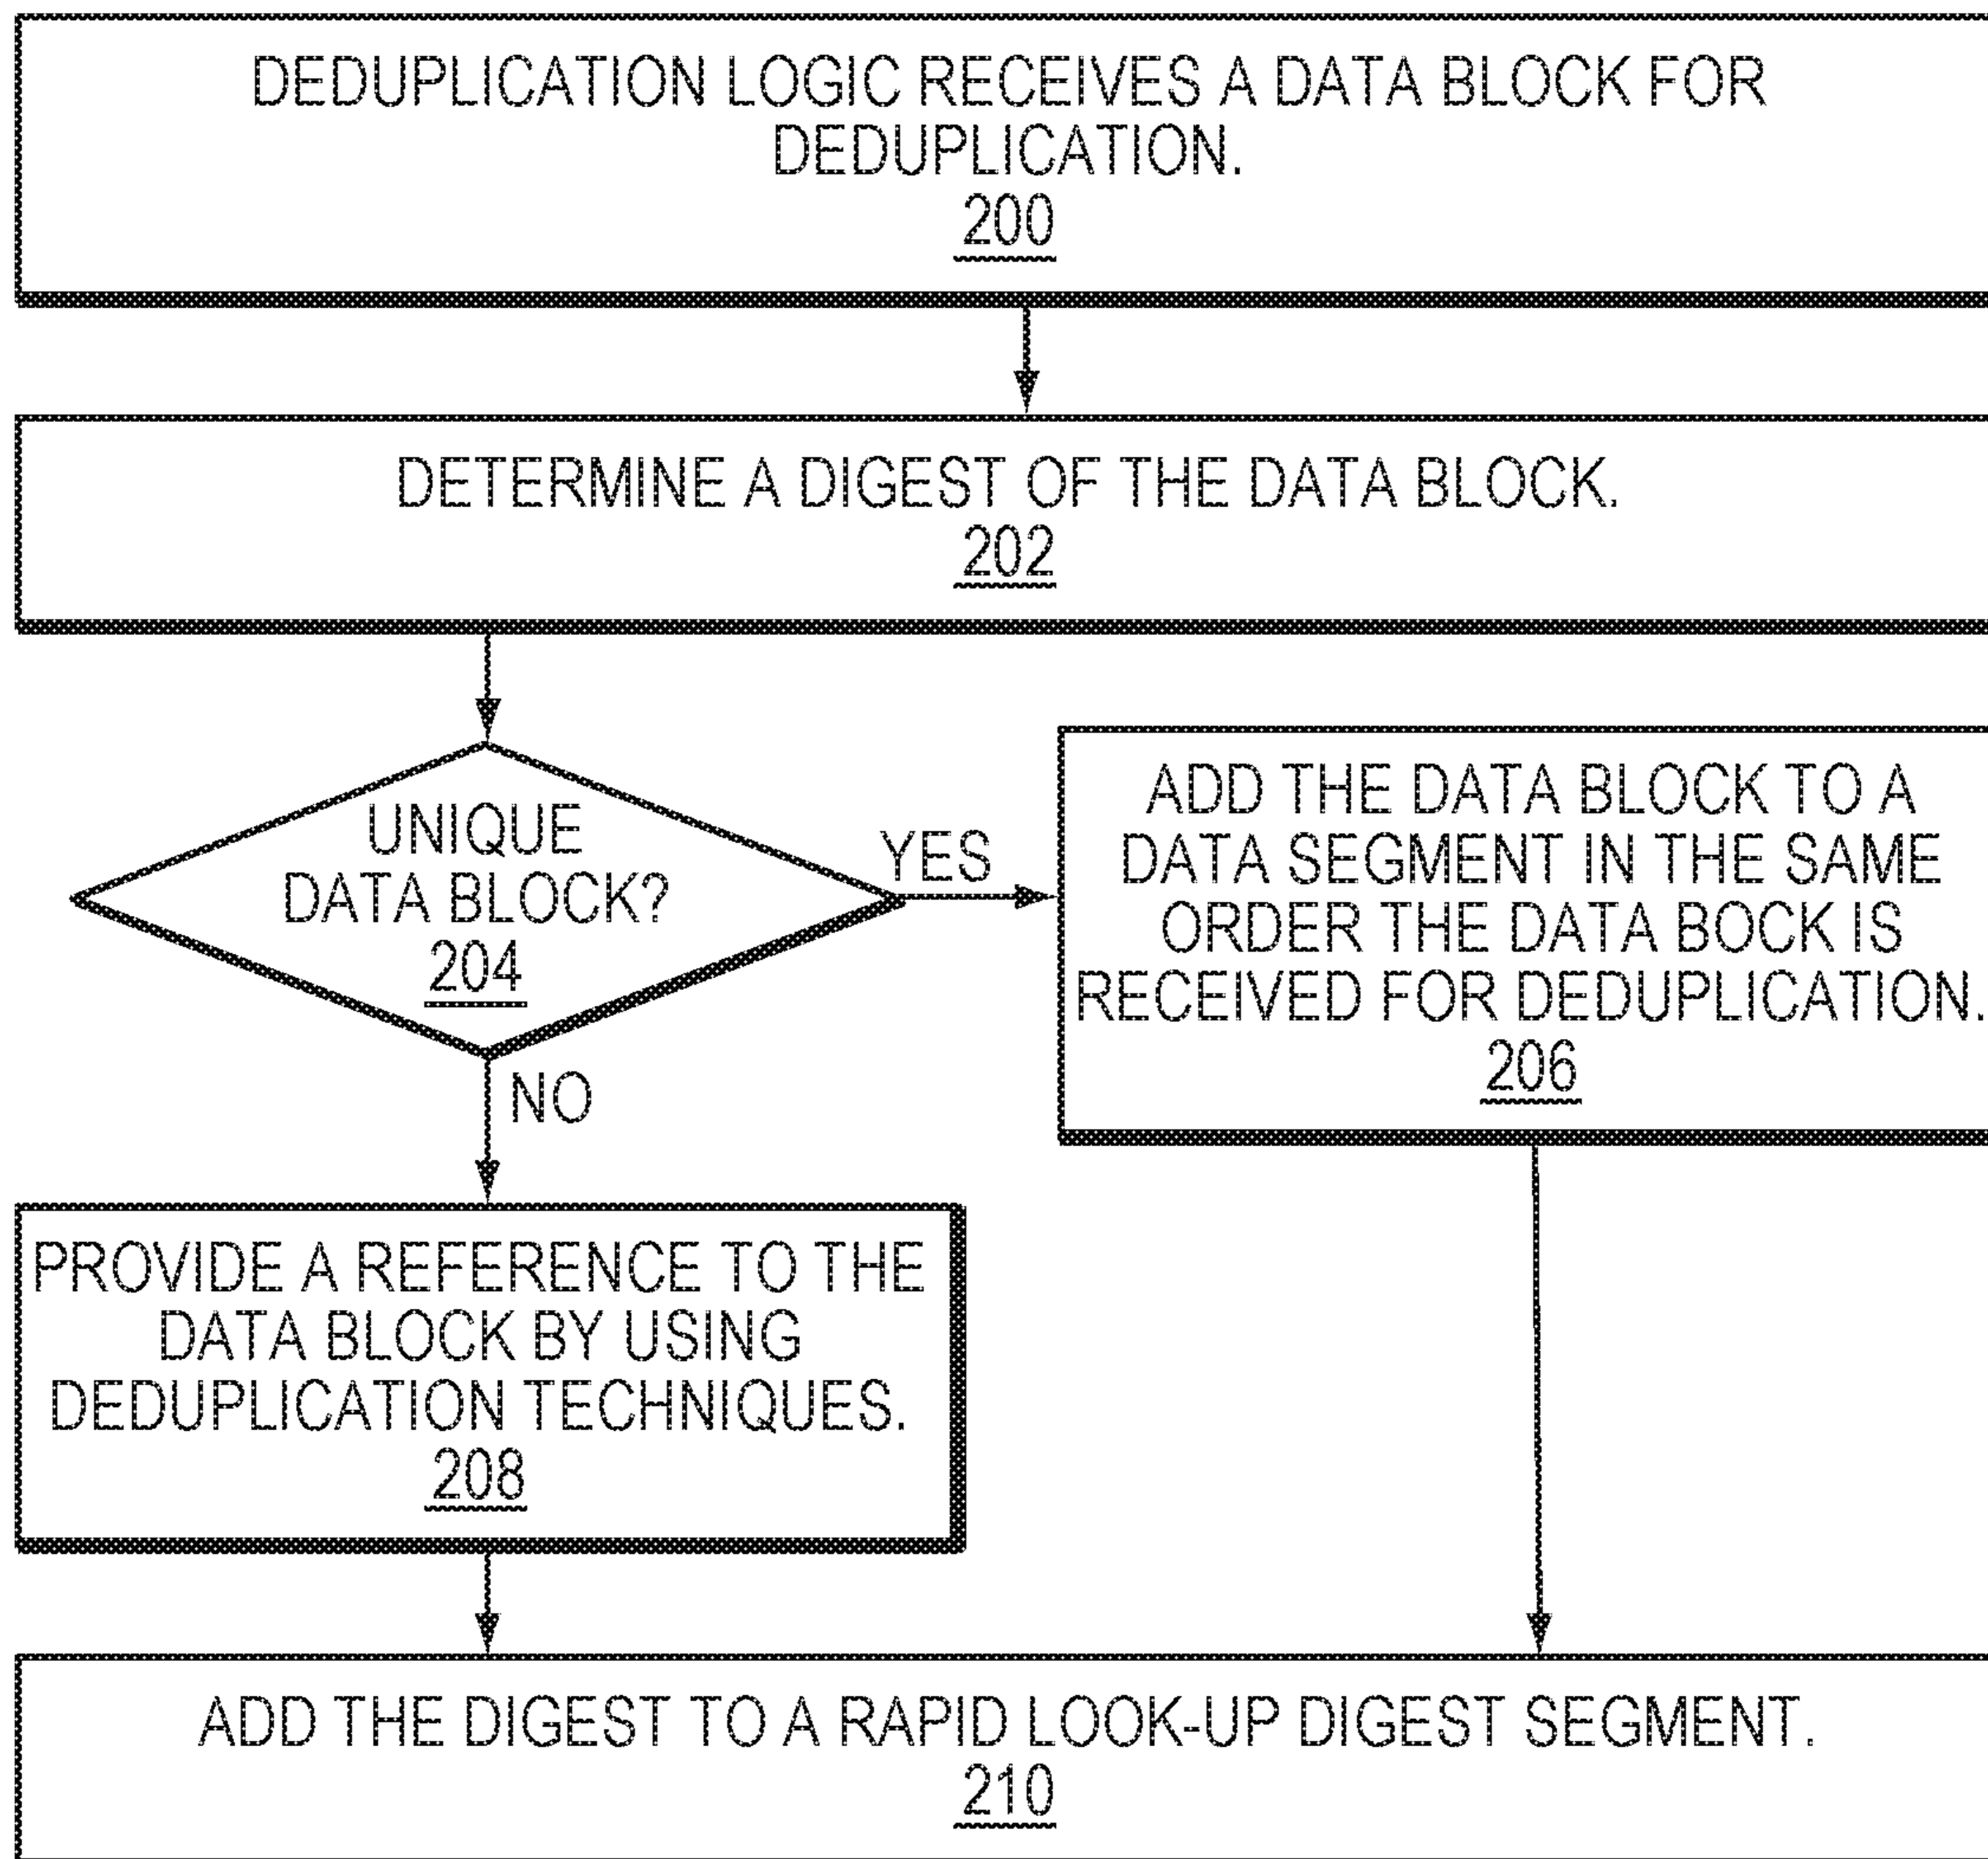 DEDUPLICATION LOGIC RECEIVES A DATA BLOCK FOR
DEDUPLICATION.
200
DETERMINE A DIGEST OF THE DATA BLOCK.
202
UNIQUE
DATA BLOCK?
204
YES
ADD THE DATA BLOCK TO A
DATA SEGMENT IN THE SAME
ORDER THE DATA BOCK IS
RECEIVED FOR DEDUPLICATION.
206
NO
PROVIDE A REFERENCE TO THE
DATA BLOCK BY USING
DEDUPLICATION TECHNIQUES.
208
ADD THE DIGEST TO A RAPID LOOK-UP DIGEST SEGMENT.
210